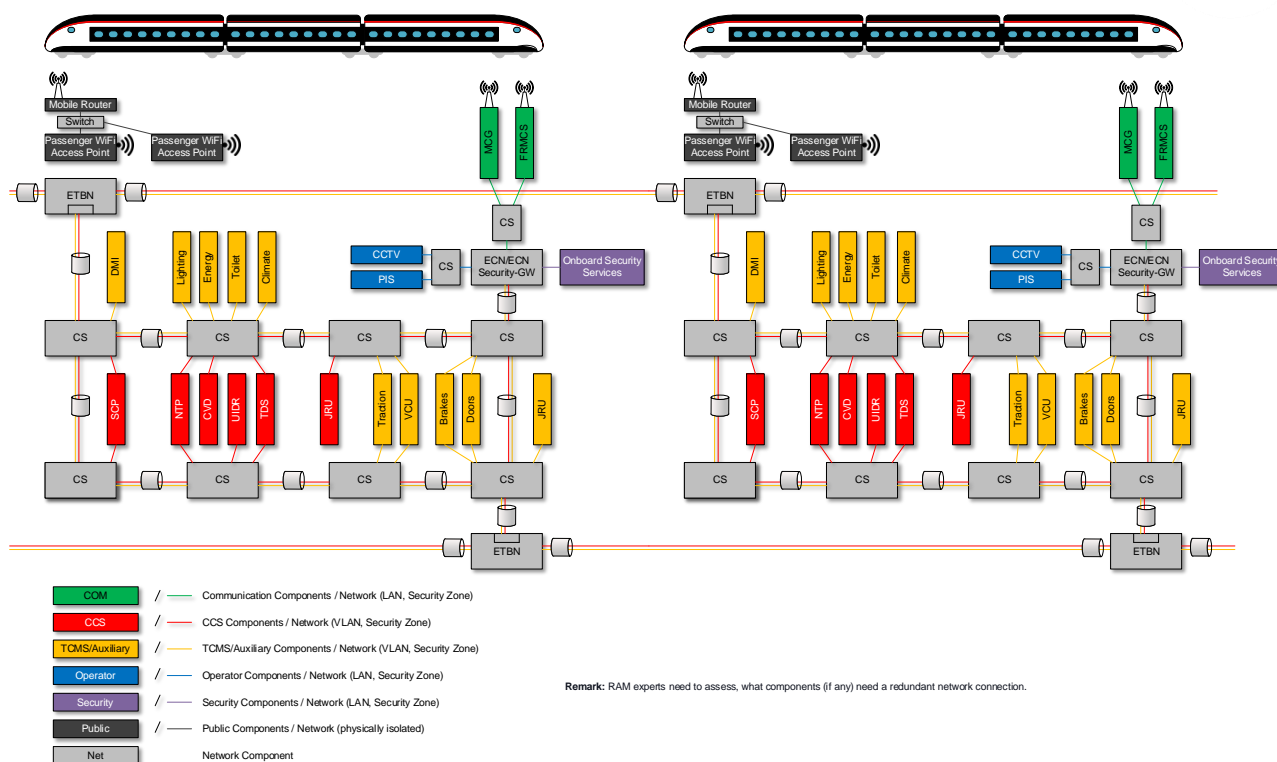 Mobile Router
Mobile Router
Switch
Switch
Passenger WiFi
Access Point
Passenger WiFi
Access Point
Passenger WiFi
Access Point
Passenger WiFi
Access Point
MCG
FRMCS
MCG
FRMCS
ETBN
ETBN
CS
CS
DMI
Lighting
Energy
Toilet
Climate
CCTV
PIS
CS
ECN/ECN
Security-GW
Onboard Security
Services
DMI
Lighting
Energy
Toilet
Climate
CCTV
PIS
CS
ECN/ECN
Security-GW
Onboard Security
Services
CS
CS
CS
CS
CS
CS
CS
CS
SCP
NTP
CVD
UIDR
TDS
JRU
Traction
VCU
Brakes
Doors
JRU
SCP
NTP
CVD
UIDR
TDS
JRU
Traction
VCU
Brakes
Doors
JRU
CS
CS
CS
CS
CS
CS
CS
CS
ETBN
ETBN
COM / Communication Components / Network (LAN, Security Zone)
CCS / CCS Components / Network (VLAN, Security Zone)
TCMS/Auxiliary / TCMS/Auxiliary Components / Network (VLAN, Security Zone)
Operator / Operator Components / Network (LAN, Security Zone)
Remark: RAM experts need to assess, what components (if any) need a redundant network connection.
Security / Security Components / Network (LAN, Security Zone)
Public / Public Components / Network (physically isolated)
Net Network Component